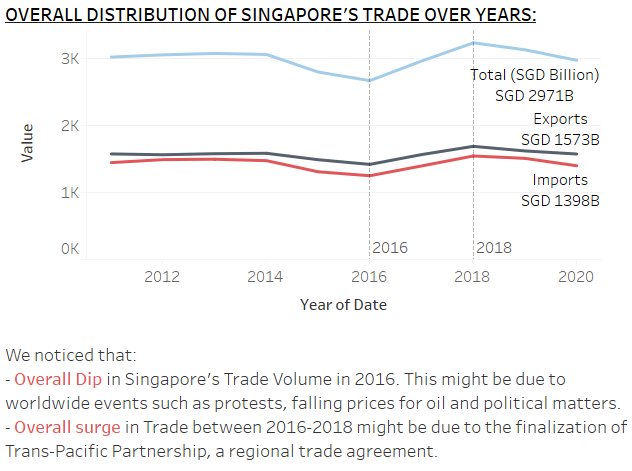 OVERALL DISTRIBUTION OF SINGAPORE'S TRADE OVER YEARS:
3K
Total (SGD Billion)
SGD 2971B
Exports
2K
SGD 1573B
Value
Imports
1K
SGD 1398B
0K
2016
2018
2012
2014
2016
2018
2020
Year of Date
We noticed that:
- Overall Dip in Singapore's Trade Volume in 2016. This might be due to
worldwide events such as protests, falling prices for oil and political matters.
- Overall surge in Trade between 2016-2018 might be due to the finalization of
Trans-Pacific Partnership, a regional trade agreement.